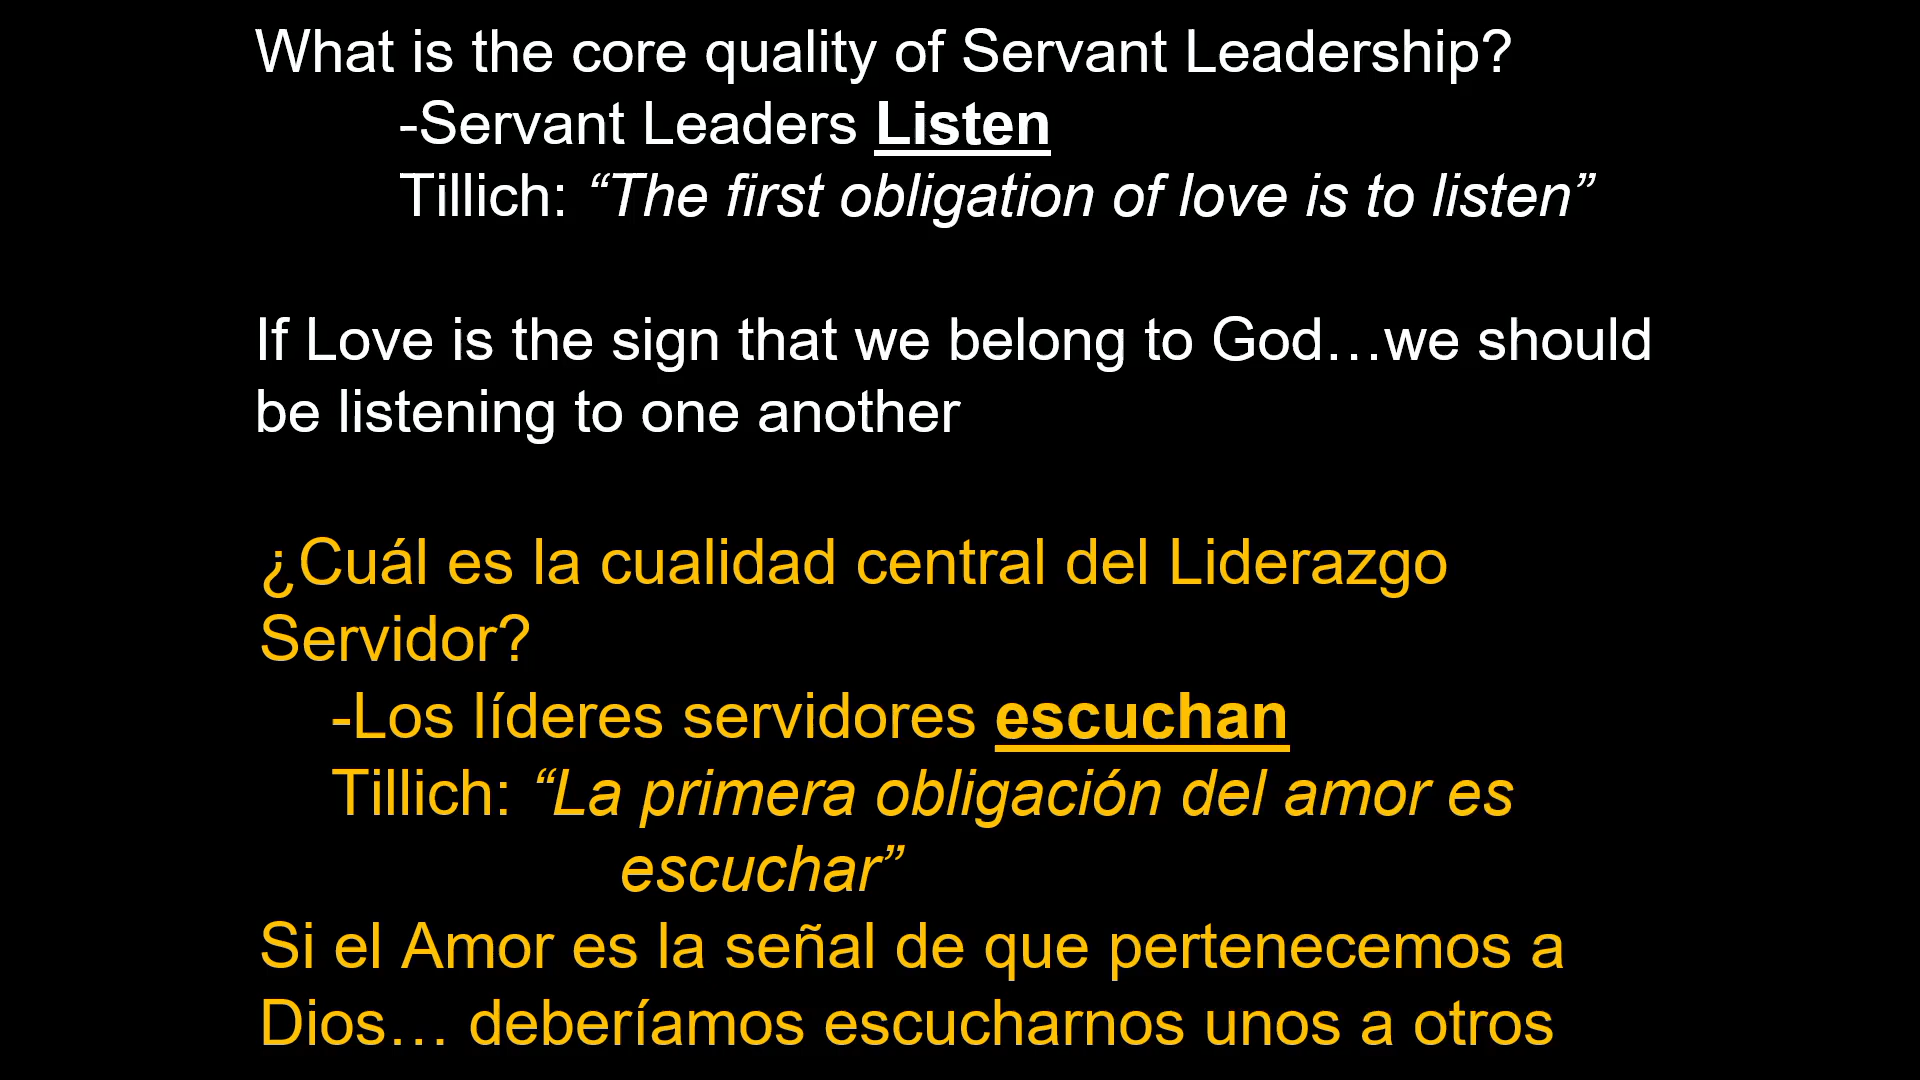 What is the core quality of Servant Leadership?
-Servant Leaders Listen
Tillich: “The first obligation of love is to listen”
If Love is the sign that we belong to God…we should
be listening to one another
¿Cuál es la cualidad central del Liderazgo
Servidor?
-Los líderes servidores escuchan
Tillich: “La primera obligación del amor es
escuchar”
Si el Amor es la señal de que pertenecemos a
Dios… deberíamos escucharnos unos a otros